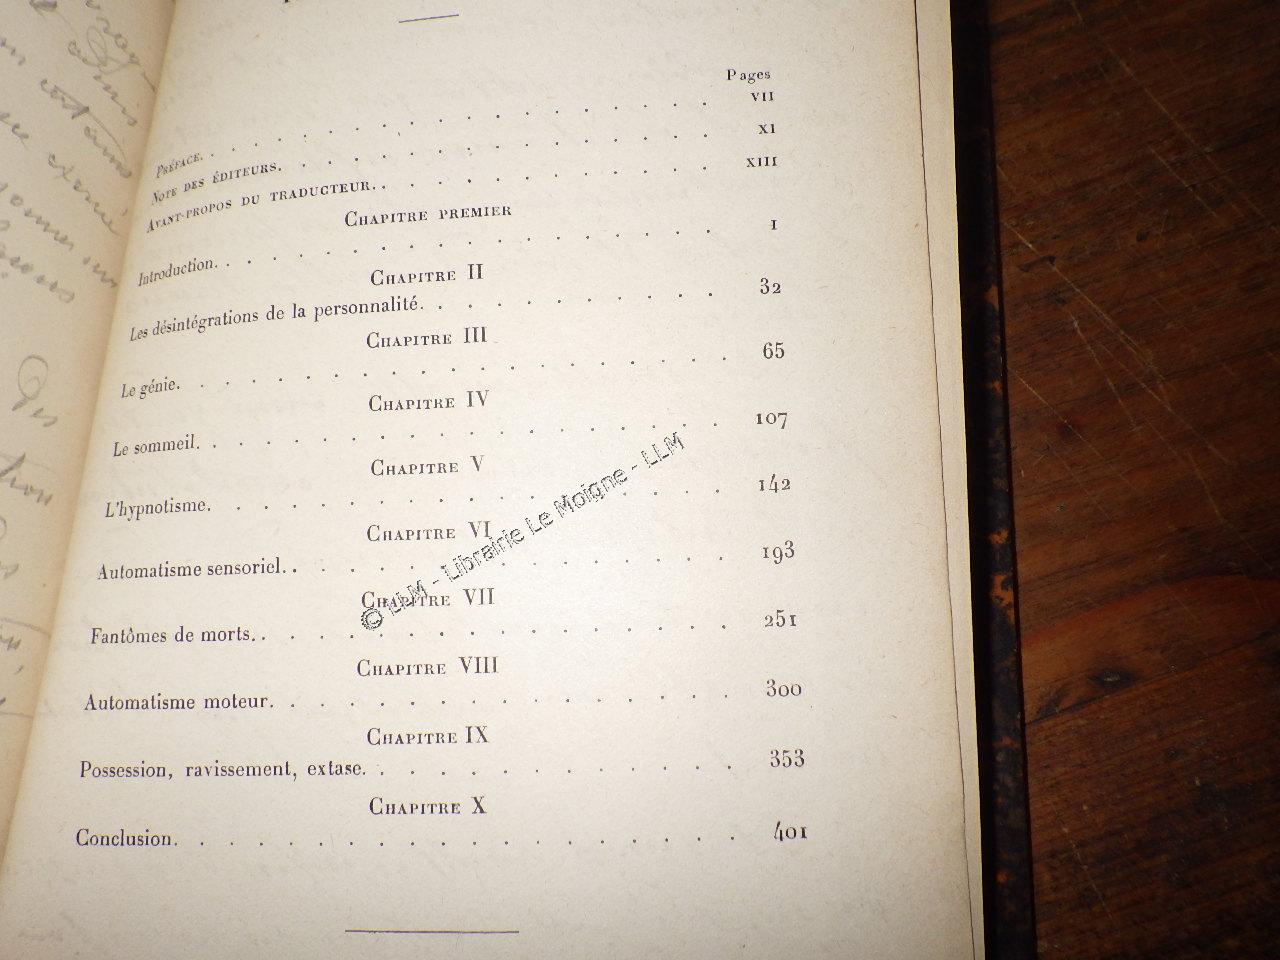 Pages
PRÉFACE. . . . . . . . . . . . . . . . . . . VII
NOTE DES ÉDITEURS. . . . . . . . . . . . . . . . XI
AVANT-PROPOS DU TRADUCTEUR. . . . . . . . . . . . . XIII
CHAPITRE PREMIER
Introduction. . . . . . . . . . . . . . . . . . . 1
CHAPITRE II
Les désintégrations de la personnalité. . . . . . . . . . . 32
CHAPITRE III
Le génie. . . . . . . . . . . . . . . . . . . . 65
CHAPITRE IV
Le sommeil. . . . . . . . . . . . . . . . . . . 107
CHAPITRE V
L'hypnotisme. . . . . . . . . . . . . . . . . . 142
CHAPITRE VI
Automatisme sensoriel. . . . . . . . . . . . . . . . 193
CHAPITRE VII
Fantômes de morts. . . . . . . . . . . . . . . . . 251
CHAPITRE VIII
Automatisme moteur. . . . . . . . . . . . . . . . 300
CHAPITRE IX
Possession, ravissement, extase. . . . . . . . . . . . . 353
CHAPITRE X
Conclusion. . . . . . . . . . . . . . . . . . . 401
© LLM - Librairie Le Moigne - LLM